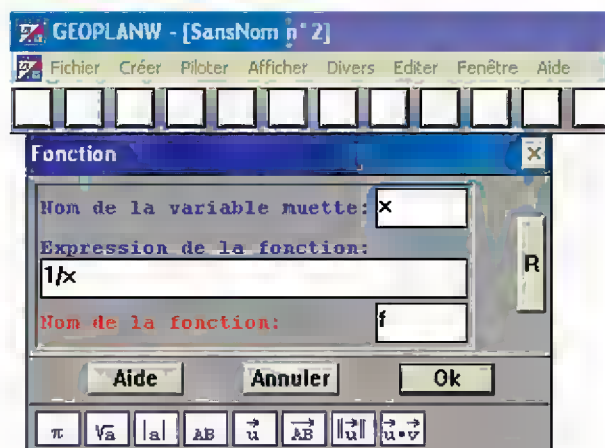 GEOPLANW - [SansNom n°2]
Fichier Créer Piloter Afficher Divers Editer Fenêtre Aide
Fonction
Nom de la variable muette: x
Expression de la fonction:
1/x
R
Nom de la fonction: f
Aide Annuler Ok
π √a |a| AB u⃗ A⃗B⃗ ‖u⃗‖ u⃗•v⃗